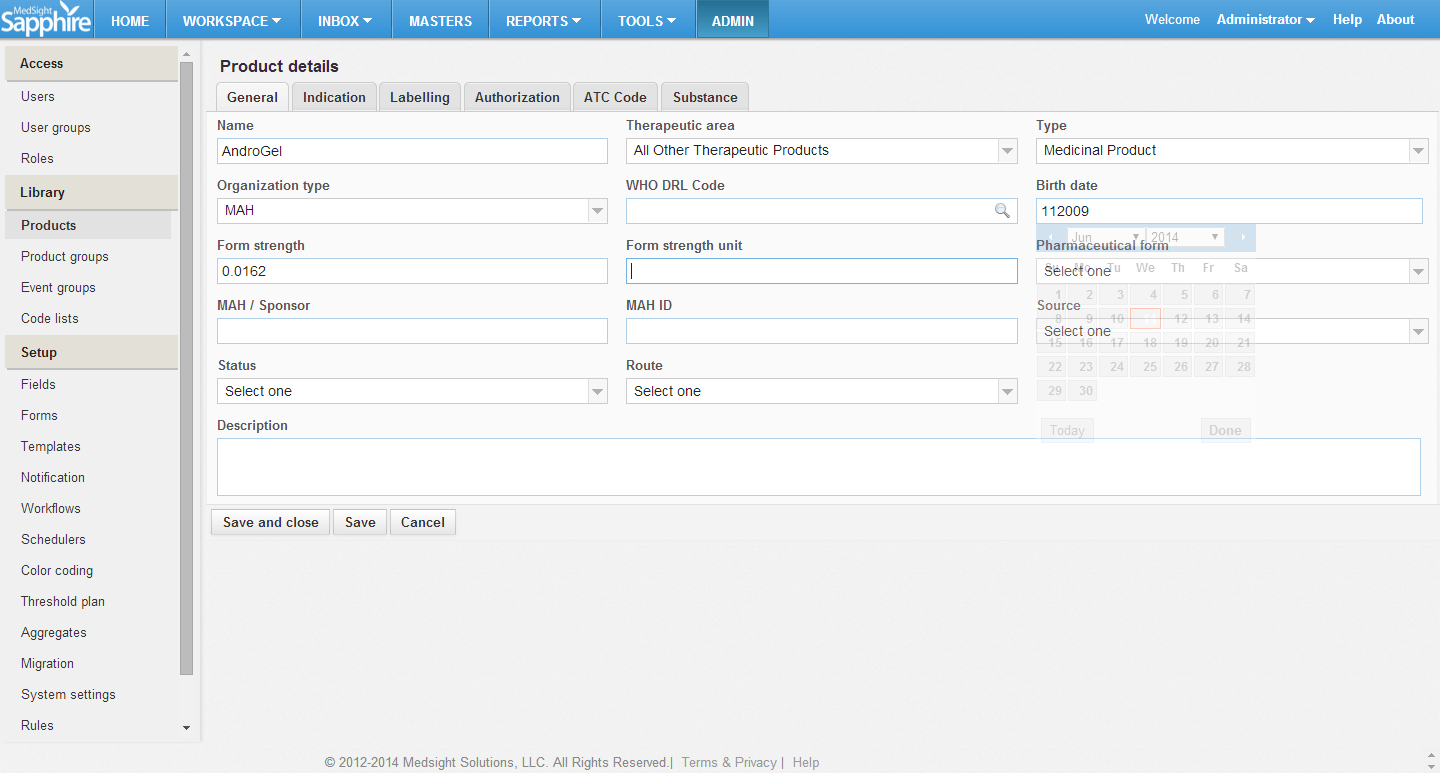 MedSight
Sapphire
HOME WORKSPACE INBOX MASTERS REPORTS TOOLS ADMIN Welcome Administrator Help About
Access
Users
User groups
Roles
Library
Products
Product groups
Event groups
Code lists
Setup
Fields
Forms
Templates
Notification
Workflows
Schedulers
Color coding
Threshold plan
Aggregates
Migration
System settings
Rules
Product details
General Indication Labelling Authorization ATC Code Substance
Name Therapeutic area Type
AndroGel All Other Therapeutic Products Medicinal Product
Organization type WHO DRL Code Birth date
MAH 112009
Form strength Form strength unit Pharmaceutical form
0.0162 Select one
MAH / Sponsor MAH ID Source
Select one
Status Route
Select one Select one
Description
Jun 2014
Su Mo Tu We Th Fr Sa
1 2 3 4 5 6 7
8 9 10 11 12 13 14
15 16 17 18 19 20 21
22 23 24 25 26 27 28
29 30
Today Done
Save and close Save Cancel
© 2012-2014 Medsight Solutions, LLC. All Rights Reserved.| Terms & Privacy | Help